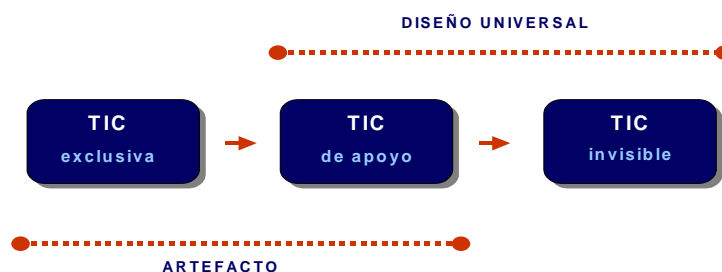 DISEÑO UNIVERSAL
TIC
exclusiva
TIC
de apoyo
TIC
invisible
ARTEFACTO